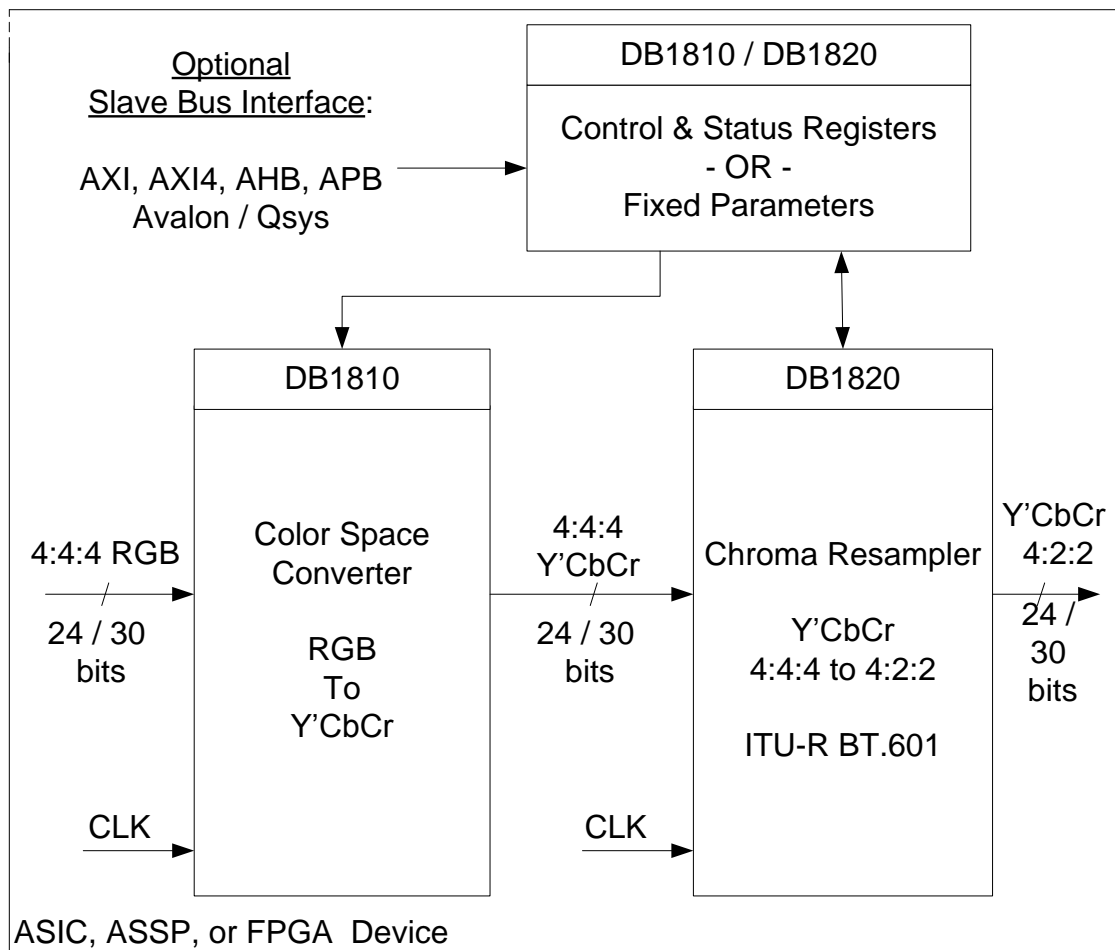 Optional
Slave Bus Interface:
AXI, AXI4, AHB, APB
Avalon / Qsys
DB1810 / DB1820
Control & Status Registers
- OR -
Fixed Parameters
DB1810
Color Space
Converter
RGB
To
Y'CbCr
4:4:4 RGB
24 / 30
bits
CLK
4:4:4
Y'CbCr
24 / 30
bits
DB1820
Chroma Resampler
Y'CbCr
4:4:4 to 4:2:2
ITU-R BT.601
CLK
Y'CbCr
4:2:2
24 /
30
bits
ASIC, ASSP, or FPGA  Device